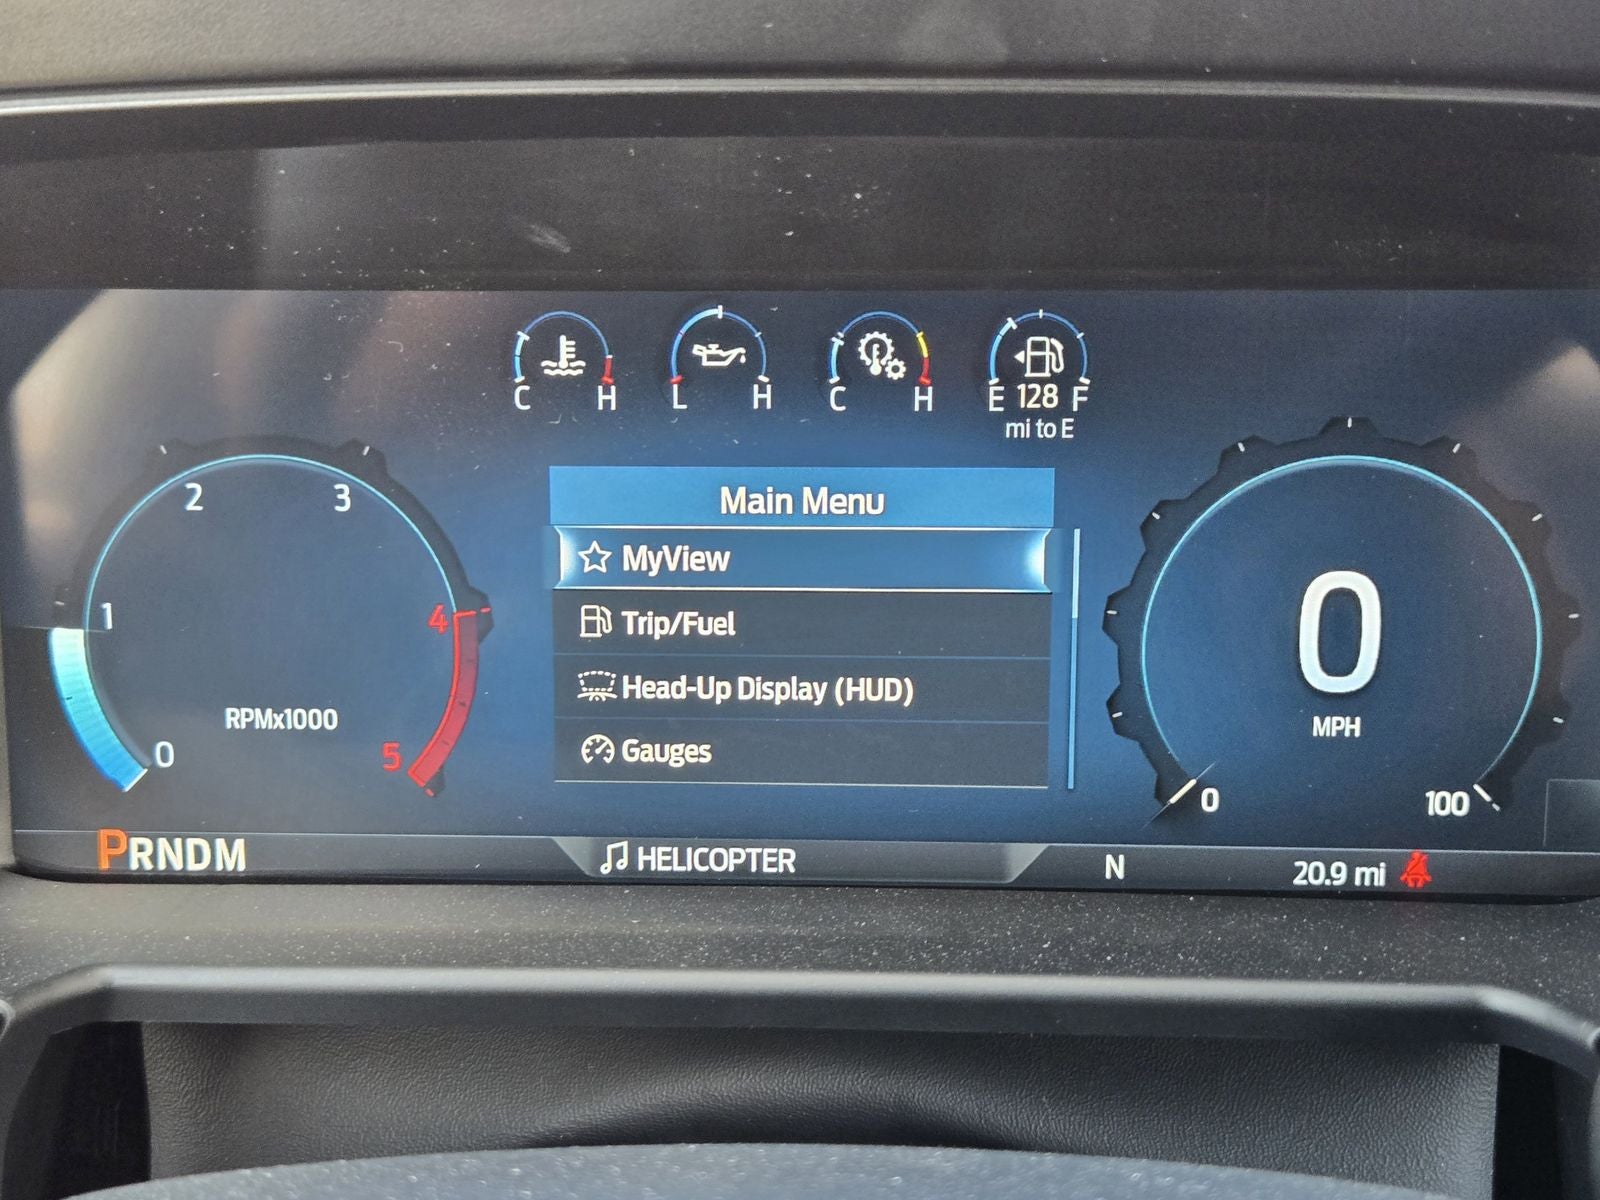 C H
L H
C H
E 128 F
mi to E
Main Menu
MyView
Trip/Fuel
Head-Up Display (HUD)
Gauges
0
1
2
3
4
5
RPMx1000
0
MPH
0
100
PRNDM
HELICOPTER
N
20.9 mi